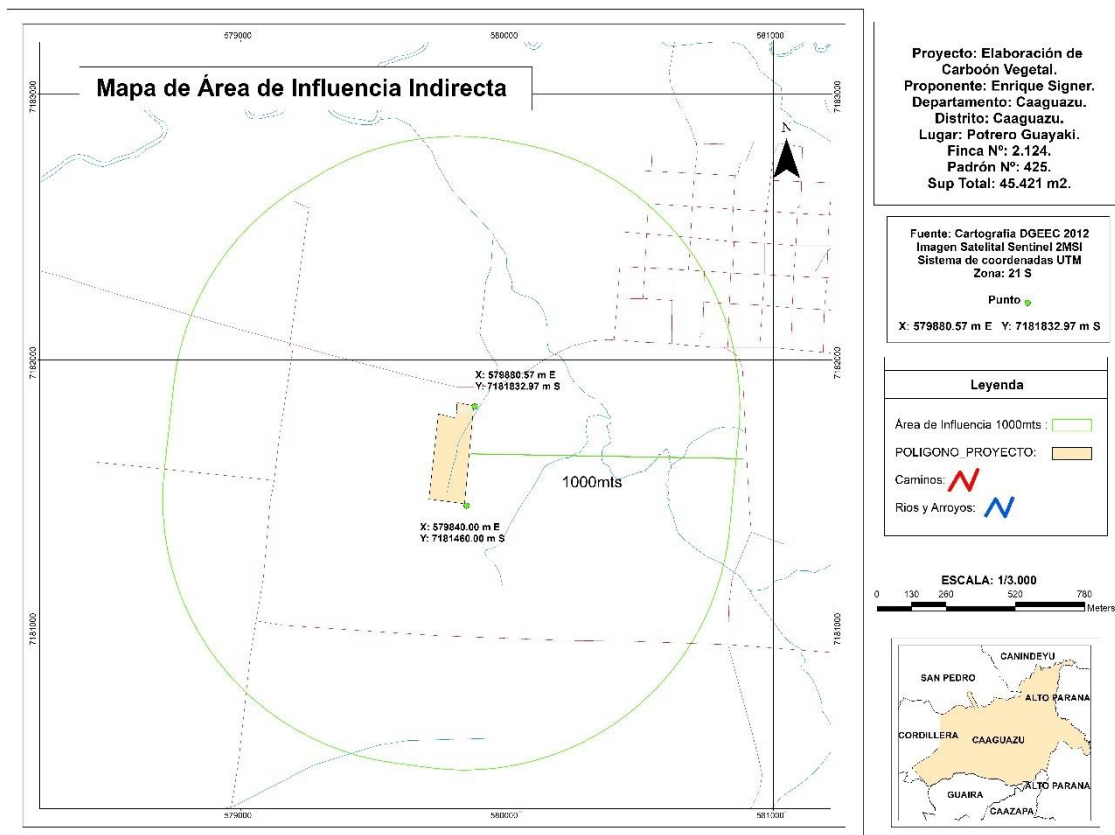 579000
580000
581000
Mapa de Área de Influencia Indirecta
7183000
7183000
N
7182000
7182000
X: 579880.57 m E
Y: 7181832.97 m S
1000mts
X: 579840.00 m E
Y: 7181460.00 m S
7181000
7181000
579000
580000
581000
Proyecto: Elaboración de
Carboón Vegetal.
Proponente: Enrique Signer.
Departamento: Caaguazu.
Distrito: Caaguazu.
Lugar: Potrero Guayaki.
Finca Nº: 2.124.
Padrón Nº: 425.
Sup Total: 45.421 m2.
Fuente: Cartografia DGEEC 2012
Imagen Satelital Sentinel 2MSI
Sistema de coordenadas UTM
Zona: 21 S
Punto
X: 579880.57 m E Y: 7181832.97 m S
Leyenda
Área de Influencia 1000mts :
POLIGONO_PROYECTO:
Caminos:
Rios y Arroyos:
ESCALA: 1/3.000
0 130 260 520 780
Meters
CANINDEYU
SAN PEDRO
ALTO PARANA
CORDILLERA
CAAGUAZU
GUAIRA
ALTO PARANA
CAAZAPA